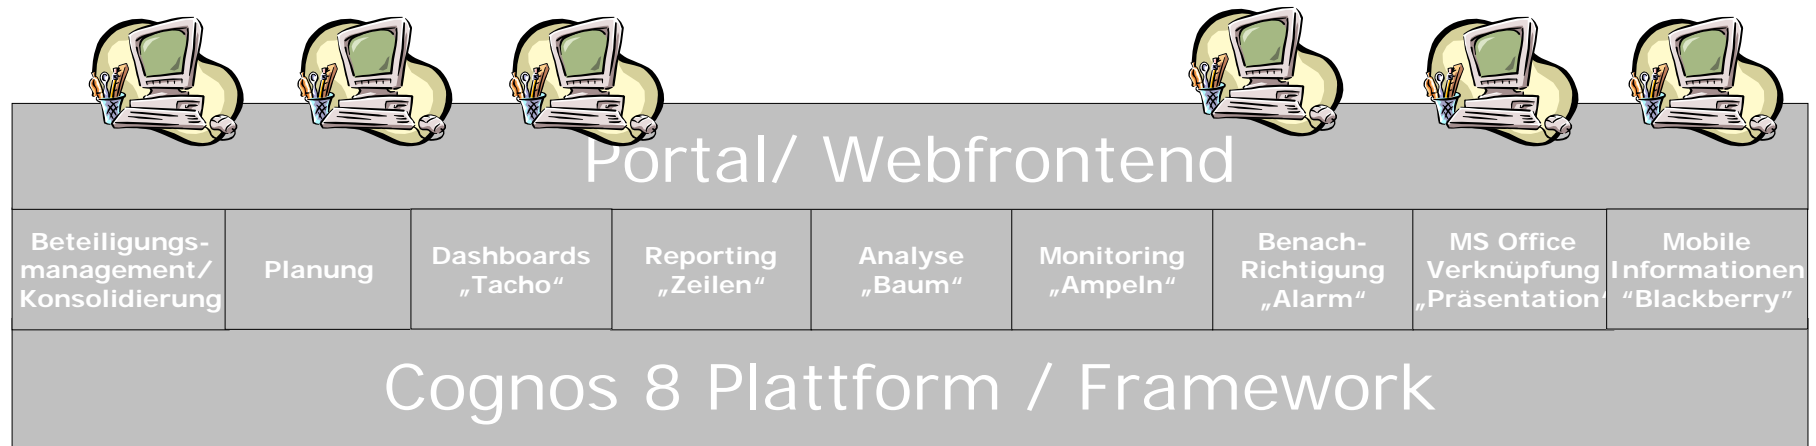 Portal/ Webfrontend
Beteiligungs-
management/
Konsolidierung
Planung
Dashboards
„Tacho“
Reporting
„Zeilen“
Analyse
„Baum“
Monitoring
„Ampeln“
Benach-
Richtigung
„Alarm“
MS Office
Verknüpfung
„Präsentation“
Mobile
Informationen
“Blackberry”
Cognos 8 Plattform / Framework